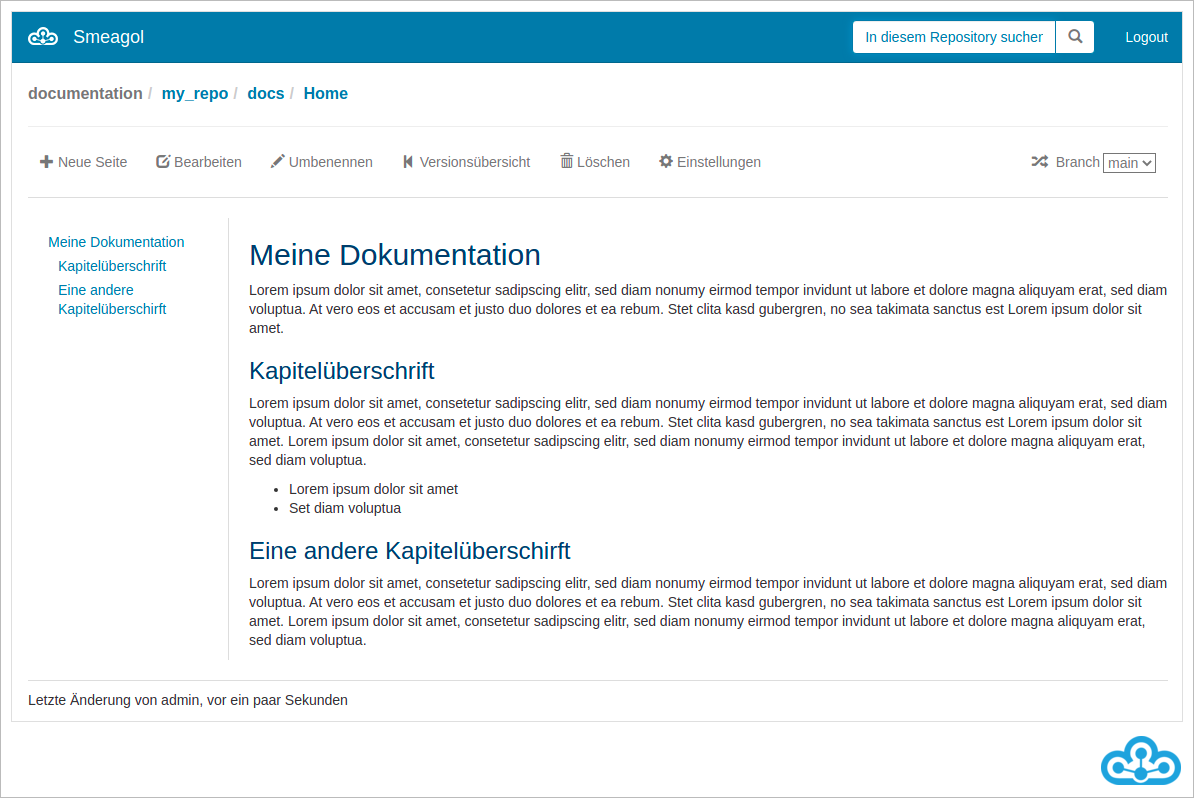 Smeagol
In diesem Repository sucher
Logout
documentation / my_repo / docs / Home
Neue Seite
Bearbeiten
Umbenennen
Versionsübersicht
Löschen
Einstellungen
Branch main
Meine Dokumentation
Kapitelüberschrift
Eine andere
Kapitelüberschirft
Meine Dokumentation
Lorem ipsum dolor sit amet, consetetur sadipscing elitr, sed diam nonumy eirmod tempor invidunt ut labore et dolore magna aliquyam erat, sed diam
voluptua. At vero eos et accusam et justo duo dolores et ea rebum. Stet clita kasd gubergren, no sea takimata sanctus est Lorem ipsum dolor sit
amet.
Kapitelüberschrift
Lorem ipsum dolor sit amet, consetetur sadipscing elitr, sed diam nonumy eirmod tempor invidunt ut labore et dolore magna aliquyam erat, sed diam
voluptua. At vero eos et accusam et justo duo dolores et ea rebum. Stet clita kasd gubergren, no sea takimata sanctus est Lorem ipsum dolor sit
amet. Lorem ipsum dolor sit amet, consetetur sadipscing elitr, sed diam nonumy eirmod tempor invidunt ut labore et dolore magna aliquyam erat,
sed diam voluptua.
• Lorem ipsum dolor sit amet
• Set diam voluptua
Eine andere Kapitelüberschirft
Lorem ipsum dolor sit amet, consetetur sadipscing elitr, sed diam nonumy eirmod tempor invidunt ut labore et dolore magna aliquyam erat, sed diam
voluptua. At vero eos et accusam et justo duo dolores et ea rebum. Stet clita kasd gubergren, no sea takimata sanctus est Lorem ipsum dolor sit
amet. Lorem ipsum dolor sit amet, consetetur sadipscing elitr, sed diam nonumy eirmod tempor invidunt ut labore et dolore magna aliquyam erat,
sed diam voluptua.
Letzte Änderung von admin, vor ein paar Sekunden